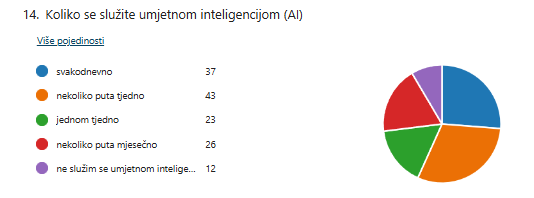 14. Koliko se služite umjetnom inteligencijom (AI)
Više pojedinosti
svakodnevno 37
nekoliko puta tjedno 43
jednom tjedno 23
nekoliko puta mjesečno 26
ne služim se umjetnom intelige... 12